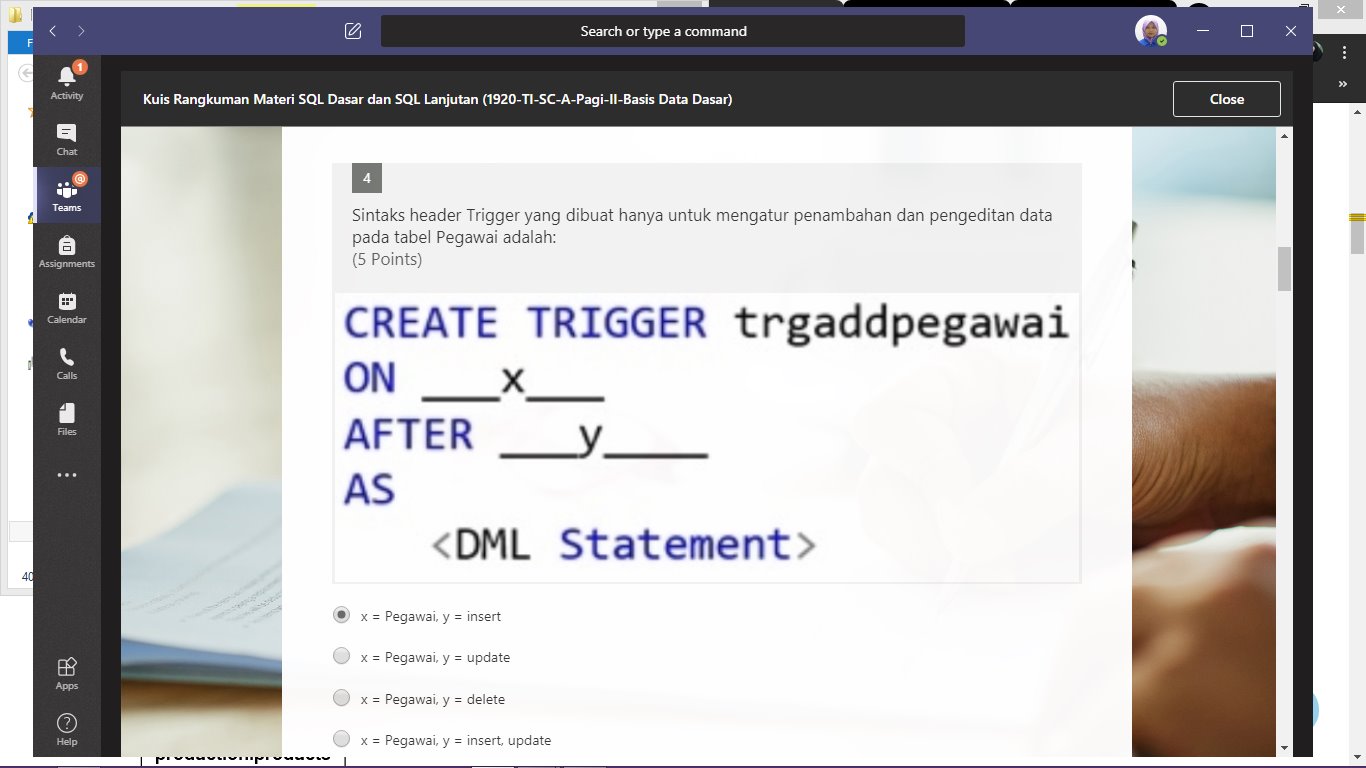 Search or type a command
1
Activity
Chat
@
Teams
Assignments
Calendar
Calls
Files
Apps
Help
F
40
Kuis Rangkuman Materi SQL Dasar dan SQL Lanjutan (1920-TI-SC-A-Pagi-II-Basis Data Dasar)
Close
4
Sintaks header Trigger yang dibuat hanya untuk mengatur penambahan dan pengeditan data
pada tabel Pegawai adalah:
(5 Points)
CREATE TRIGGER trgaddpegawai
ON ___x____
AFTER ___y____
AS
<DML Statement>
x = Pegawai, y = insert
x = Pegawai, y = update
x = Pegawai, y = delete
x = Pegawai, y = insert, update